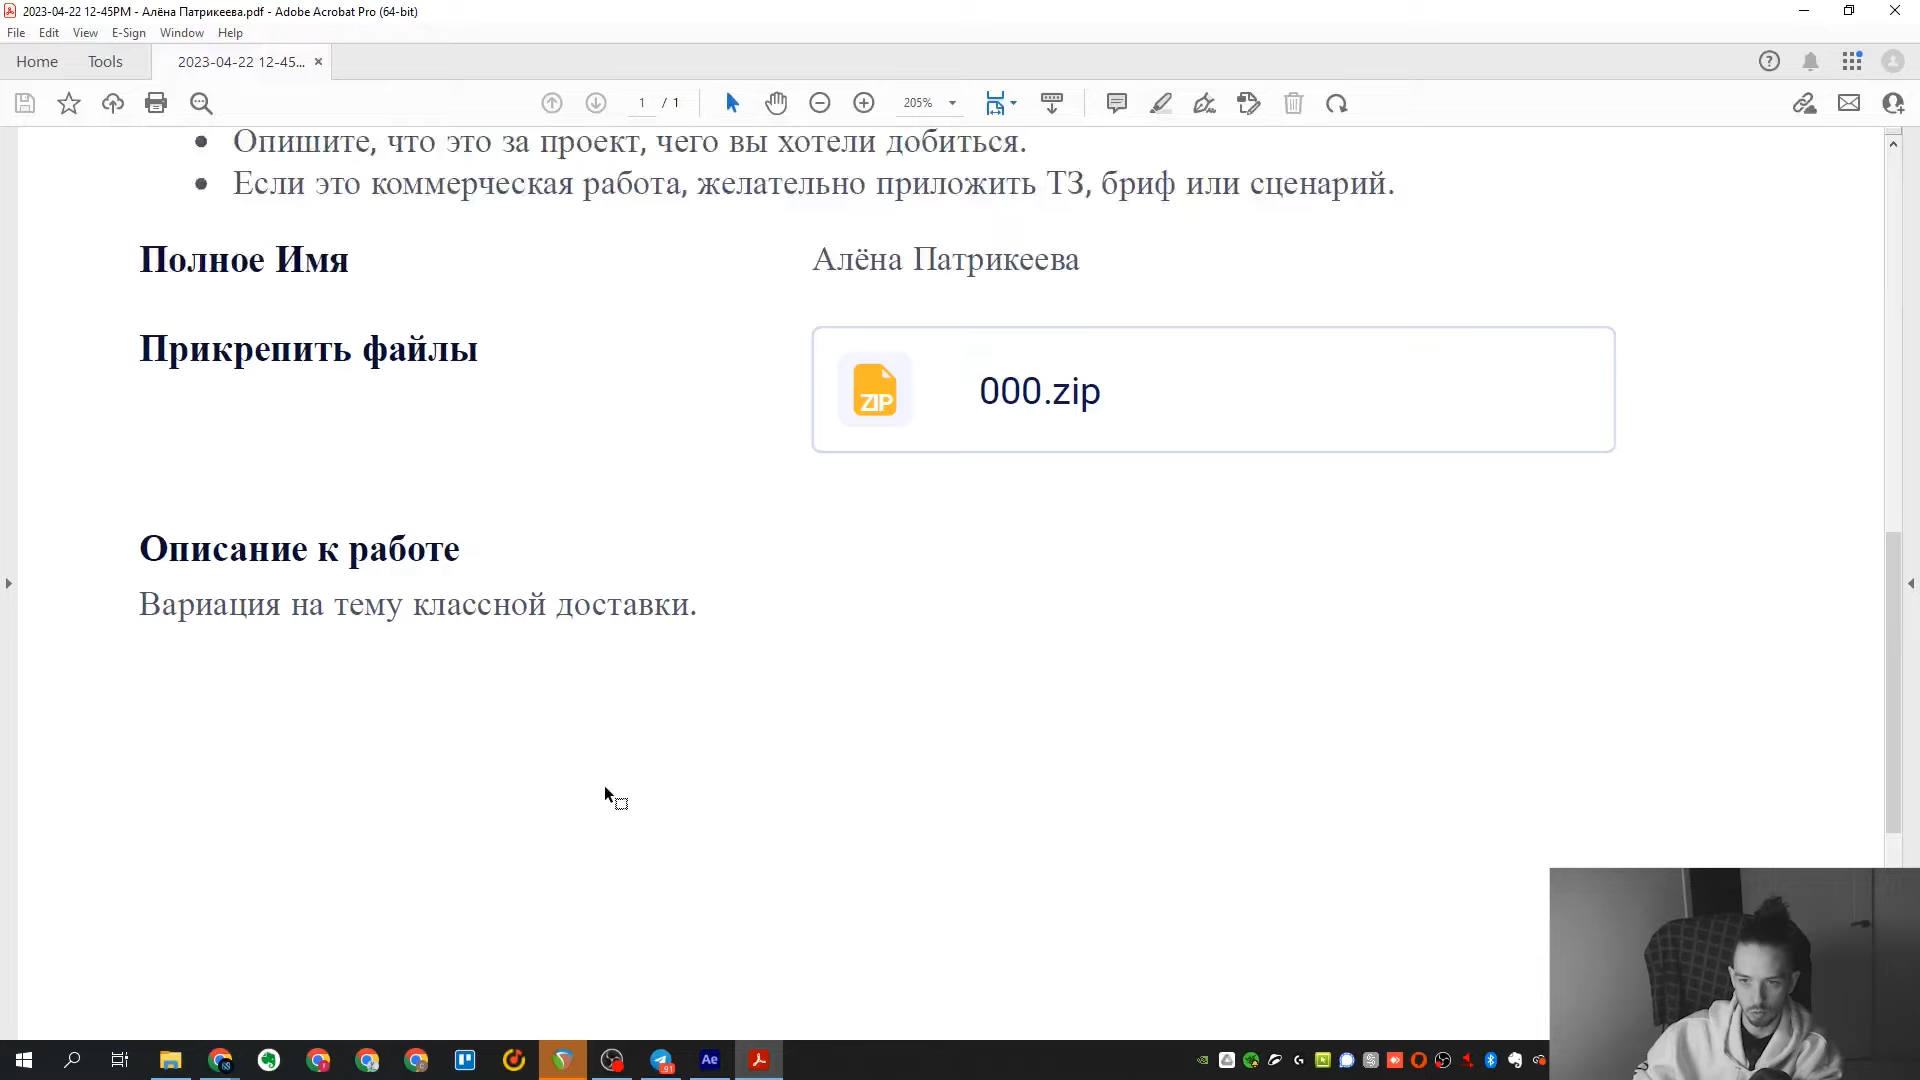 2023-04-22 12-45PM - Алёна Патрикеева.pdf - Adobe Acrobat Pro (64-bit)
File Edit View E-Sign Window Help
Home Tools 2023-04-22 12-45... ×
1 / 1 205%
Опишите, что это за проект, чего вы хотели добиться.
Если это коммерческая работа, желательно приложить ТЗ, бриф или сценарий.
Полное Имя Алёна Патрикеева
Прикрепить файлы
ZIP 000.zip
Описание к работе
Вариация на тему классной доставки.
91 Ae